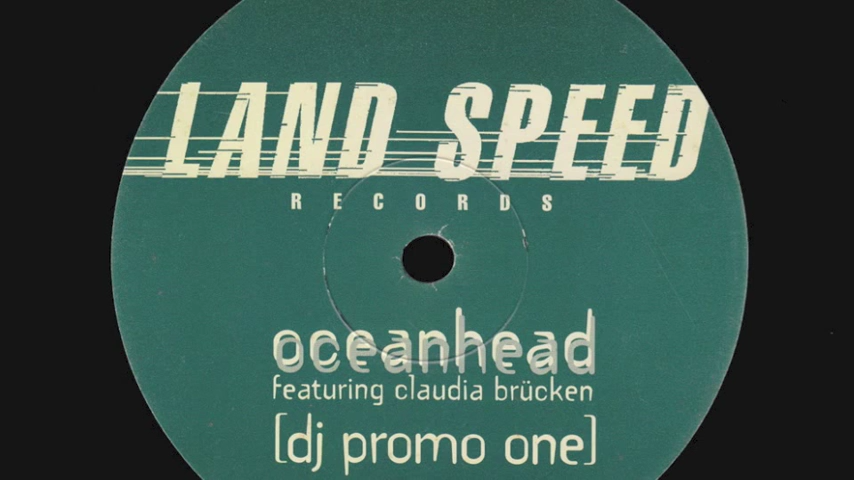 LAND SPEED
RECORDS
oceanhead
featuring claudia brücken
[dj promo one]